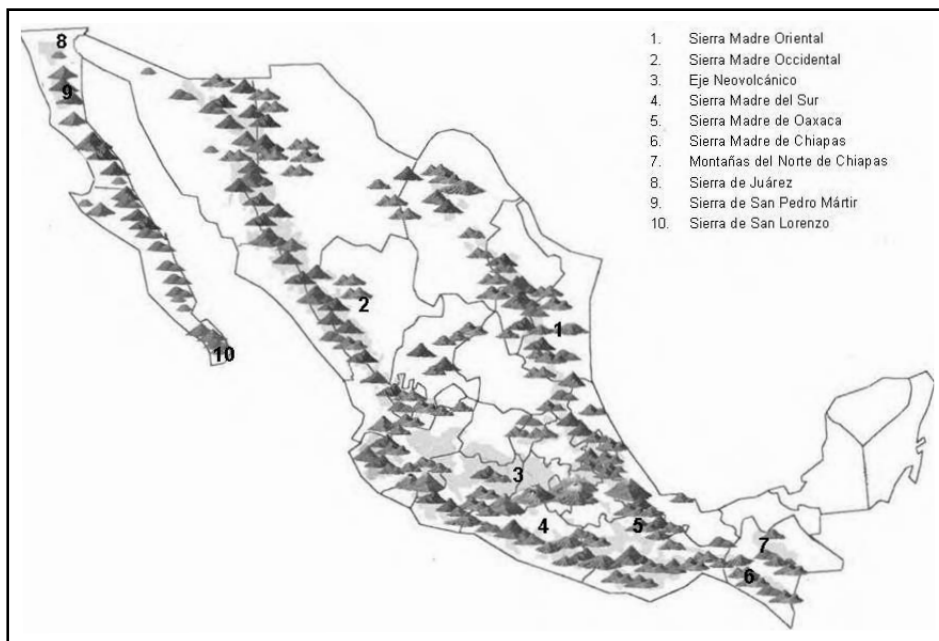 1. Sierra Madre Oriental
2. Sierra Madre Occidental
3. Eje Neovolcánico
4. Sierra Madre del Sur
5. Sierra Madre de Oaxaca
6. Sierra Madre de Chiapas
7. Montañas del Norte de Chiapas
8. Sierra de Juárez
9. Sierra de San Pedro Mártir
10. Sierra de San Lorenzo
8
9
2
1
10
3
4
5
7
6